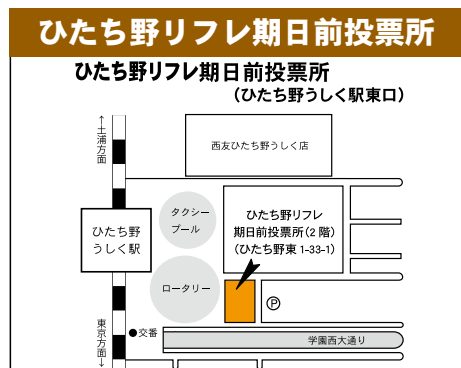 ひたち野リフレ期日前投票所
ひたち野リフレ期日前投票所
(ひたち野うしく駅東口)
←土浦方面
西友ひたち野うしく店
タクシー
プール
ひたち野リフレ
期日前投票所(2階)
(ひたち野東1-33-1)
ひたち野
うしく駅
ロータリー
P
東京方面→
●交番
学園西大通り